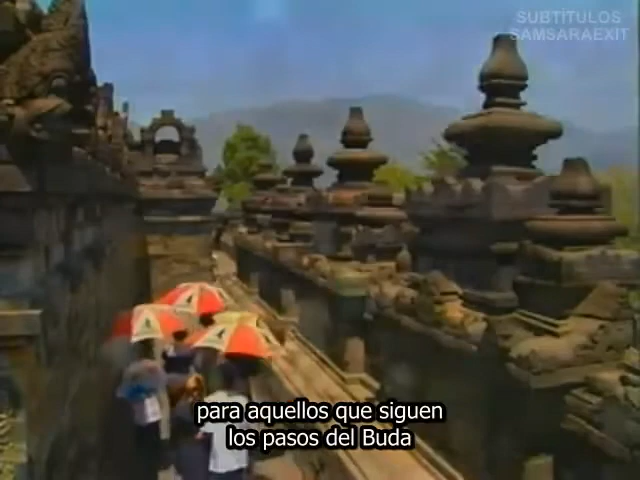 SUBTÍTULOS
SAMSARAEXIT
para aquellos que siguen
los pasos del Buda